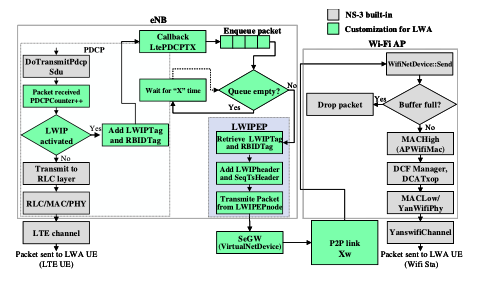 NS-3 built-in
Customization for LWA
eNB
Callback
LtePDCPTX
Enqueue packet
Wi-Fi AP
PDCP
DoTransmitPdcp
Sdu
WifiNetDevice::Send
Packet received
PDCPCounter++
Wait for "X" time
Queue empty?
No
Yes
Drop packet
Yes
Buffer full?
No
LWIP
activated
Yes
Add LWIPTag
and RBIDTag
LWIPEP
Retrieve LWIPTag
and RBIDTag
MACHigh
(APWifiMac)
No
Transmit to
RLC layer
Add LWIPheader
and SeqTsHeader
DCF Manager,
DCATxop
RLC/MAC/PHY
Transmite Packet
from LWIPEPnode
MACLow/
YanWifiPhy
LTE channel
SeGW
(VirtualNetDevice)
P2P link
Xw
YanswifiChannel
Packet sent to LWA UE
(LTE UE)
Packet sent to LWA UE
(Wifi Sta)